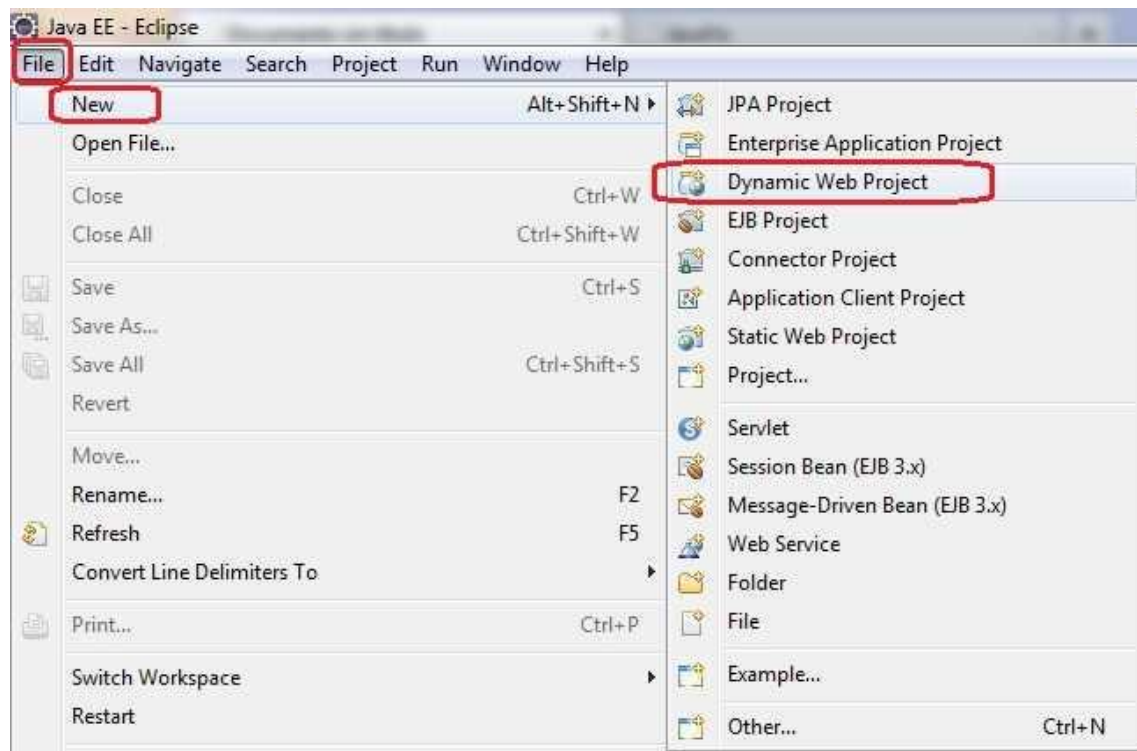 Java EE - Eclipse
File Edit Navigate Search Project Run Window Help
New Alt+Shift+N
Open File...
Close Ctrl+W
Close All Ctrl+Shift+W
Save Ctrl+S
Save As...
Save All Ctrl+Shift+S
Revert
Move...
Rename... F2
Refresh F5
Convert Line Delimiters To
Print... Ctrl+P
Switch Workspace
Restart
JPA Project
Enterprise Application Project
Dynamic Web Project
EJB Project
Connector Project
Application Client Project
Static Web Project
Project...
Servlet
Session Bean (EJB 3.x)
Message-Driven Bean (EJB 3.x)
Web Service
Folder
File
Example...
Other... Ctrl+N